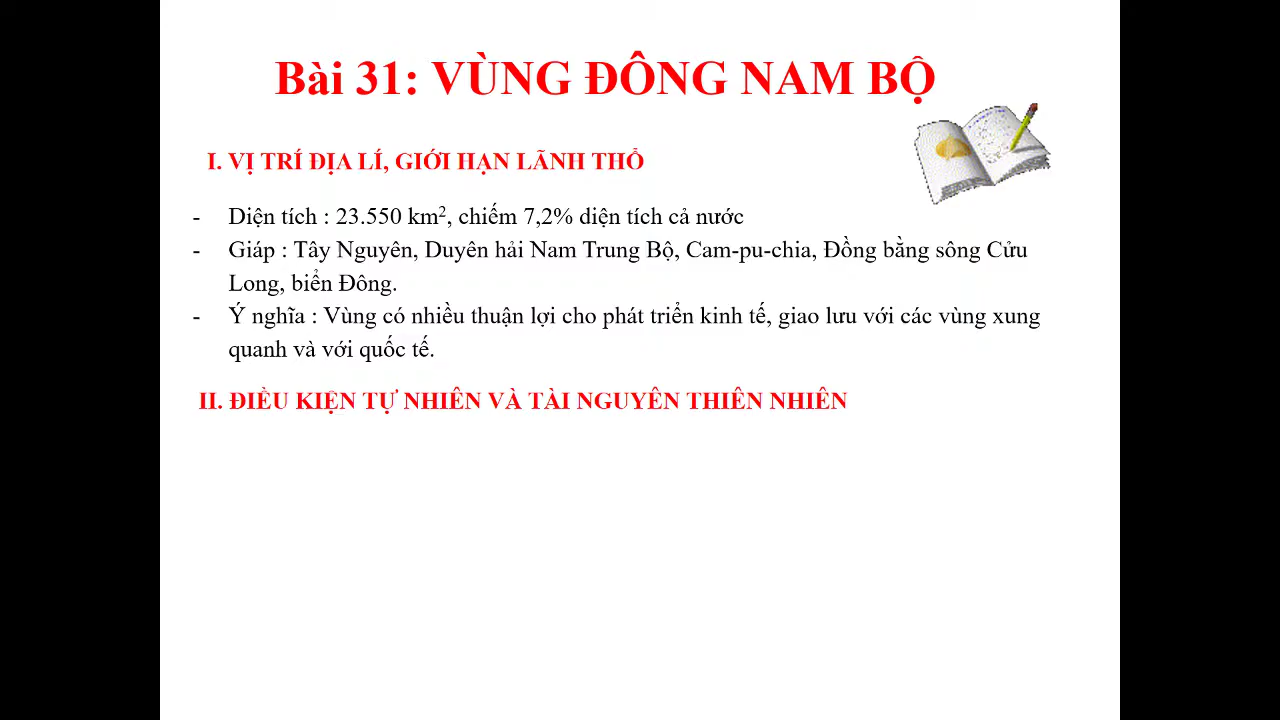 Bài 31: VÙNG ĐÔNG NAM BỘ
I. VỊ TRÍ ĐỊA LÍ, GIỚI HẠN LÃNH THỔ
- Diện tích : 23.550 km², chiếm 7,2% diện tích cả nước
- Giáp : Tây Nguyên, Duyên hải Nam Trung Bộ, Cam-pu-chia, Đồng bằng sông Cửu
Long, biển Đông.
- Ý nghĩa : Vùng có nhiều thuận lợi cho phát triển kinh tế, giao lưu với các vùng xung
quanh và với quốc tế.
II. ĐIỀU KIỆN TỰ NHIÊN VÀ TÀI NGUYÊN THIÊN NHIÊN